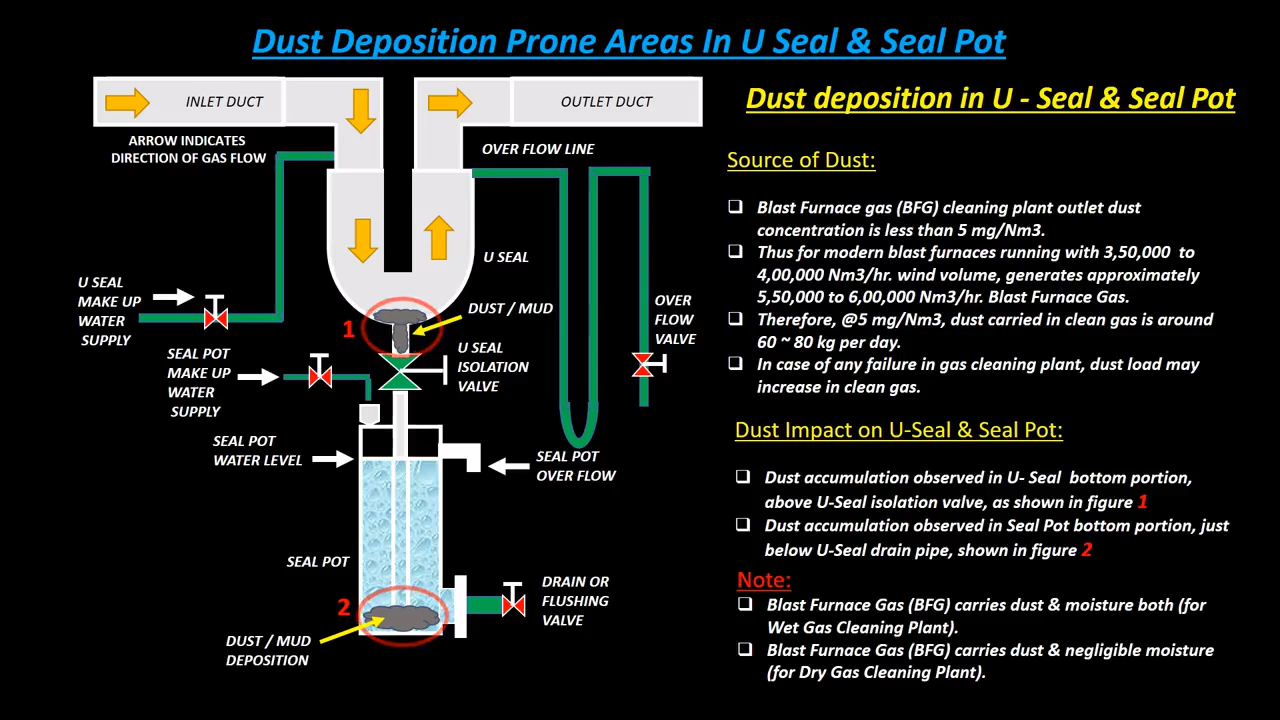 Dust Deposition Prone Areas In U Seal & Seal Pot
INLET DUCT
OUTLET DUCT
ARROW INDICATES
DIRECTION OF GAS FLOW
OVER FLOW LINE
U SEAL
U SEAL
MAKE UP
WATER
SUPPLY
DUST / MUD
1
OVER
FLOW
VALVE
U SEAL
ISOLATION
VALVE
SEAL POT
MAKE UP
WATER
SUPPLY
SEAL POT
WATER LEVEL
SEAL POT
OVER FLOW
SEAL POT
2
DRAIN OR
FLUSHING
VALVE
DUST / MUD
DEPOSITION
Dust deposition in U - Seal & Seal Pot
Source of Dust:
❑ Blast Furnace gas (BFG) cleaning plant outlet dust
concentration is less than 5 mg/Nm3.
❑ Thus for modern blast furnaces running with 3,50,000 to
4,00,000 Nm3/hr. wind volume, generates approximately
5,50,000 to 6,00,000 Nm3/hr. Blast Furnace Gas.
❑ Therefore, @5 mg/Nm3, dust carried in clean gas is around
60 ~ 80 kg per day.
❑ In case of any failure in gas cleaning plant, dust load may
increase in clean gas.
Dust Impact on U-Seal & Seal Pot:
❑ Dust accumulation observed in U- Seal bottom portion,
above U-Seal isolation valve, as shown in figure 1
❑ Dust accumulation observed in Seal Pot bottom portion, just
below U-Seal drain pipe, shown in figure 2
Note:
❑ Blast Furnace Gas (BFG) carries dust & moisture both (for
Wet Gas Cleaning Plant).
❑ Blast Furnace Gas (BFG) carries dust & negligible moisture
(for Dry Gas Cleaning Plant).